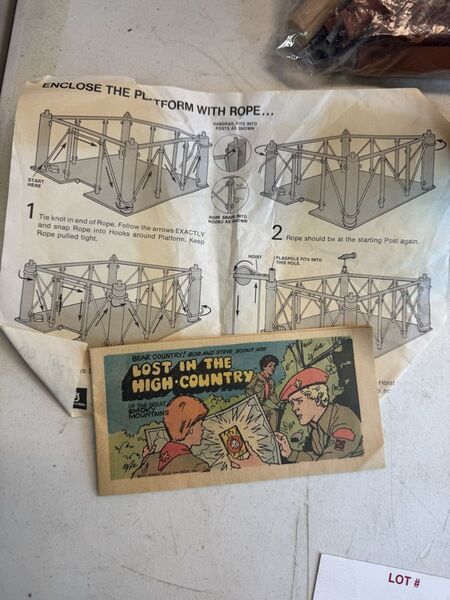 ENCLOSE THE PLATFORM WITH ROPE...
HANDRAIL FITS INTO
POSTS AS SHOWN
START
HERE
ROPE SNAPS INTO
HOOKS AS SHOWN
1 Tie knot in end of Rope. Follow the arrows EXACTLY
and snap Rope into Hooks around Platform. Keep
Rope pulled tight.
2 Rope should be at the starting Post again.
HOIST
FLAGPOLE FITS INTO
THIS HOLE.
Hoist
BEAR COUNTRY! BOB AND STEVE SCOUT ARE
LOST IN THE
HIGH-COUNTRY
OF THE GREAT
SMOKY
MOUNTAINS
LOT #